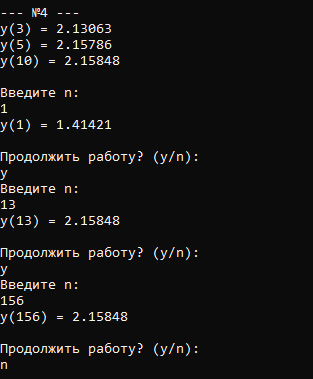 --- №4 ---
y(3) = 2.13063
y(5) = 2.15786
y(10) = 2.15848
Введите n:
1
y(1) = 1.41421
Продолжить работу? (y/n):
y
Введите n:
13
y(13) = 2.15848
Продолжить работу? (y/n):
y
Введите n:
156
y(156) = 2.15848
Продолжить работу? (y/n):
n